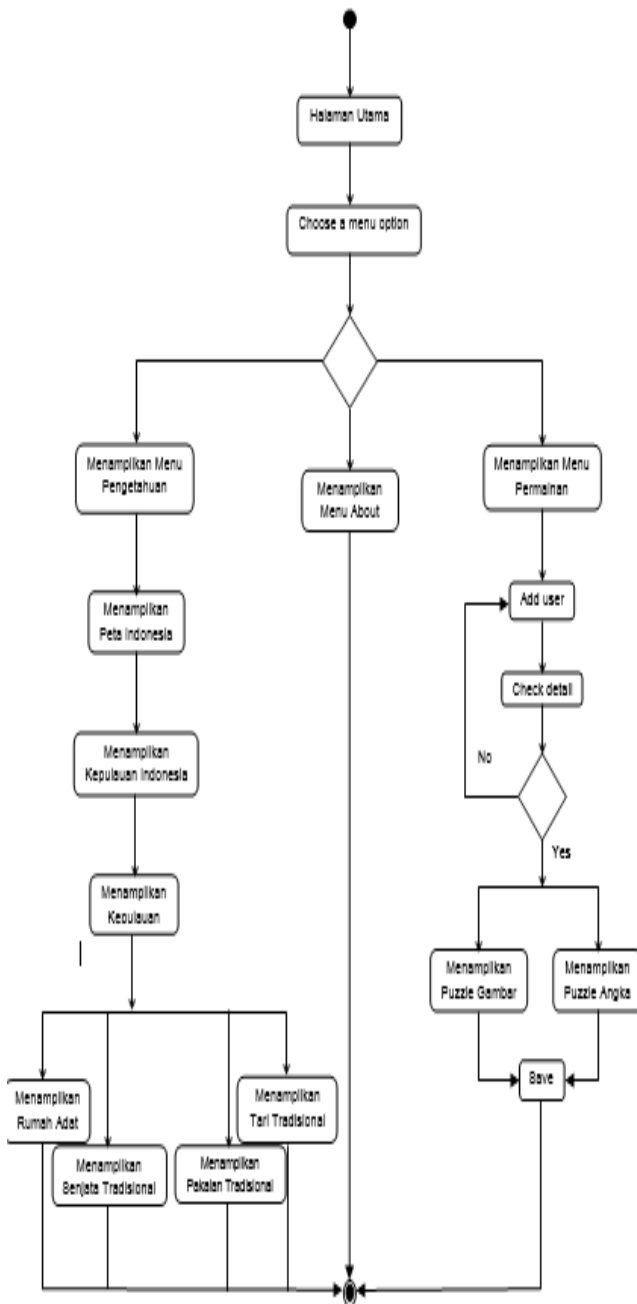 Halaman Utama
Choose a menu option
Menampilkan Menu
Pengetahuan
Menampilkan
Menu About
Menampilkan Menu
Permainan
Menampilkan
Peta Indonesia
Add user
Check detail
Menampilkan
Kepulauan Indonesia
No
Yes
Menampilkan
Kepulauan
Menampilkan
Puzzle Gambar
Menampilkan
Puzzle Angka
Save
Menampilkan
Rumah Adat
Menampilkan
Tari Tradisional
Menampilkan
Senjata Tradisional
Menampilkan
Pakaian Tradisional